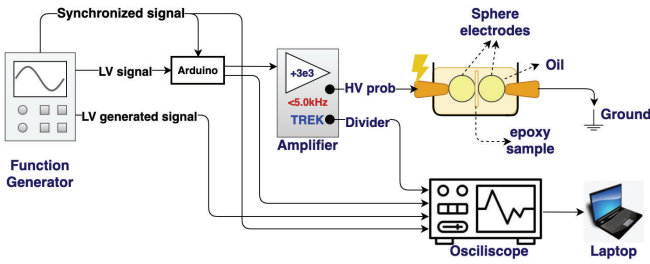 Synchronized signal
Sphere
electrodes
LV signal
Arduino
+3e3
Oil
HV prob
<5.0kHz
LV generated signal
TREK
Divider
Ground
Amplifier
epoxy
sample
Function
Generator
Osciliscope
Laptop